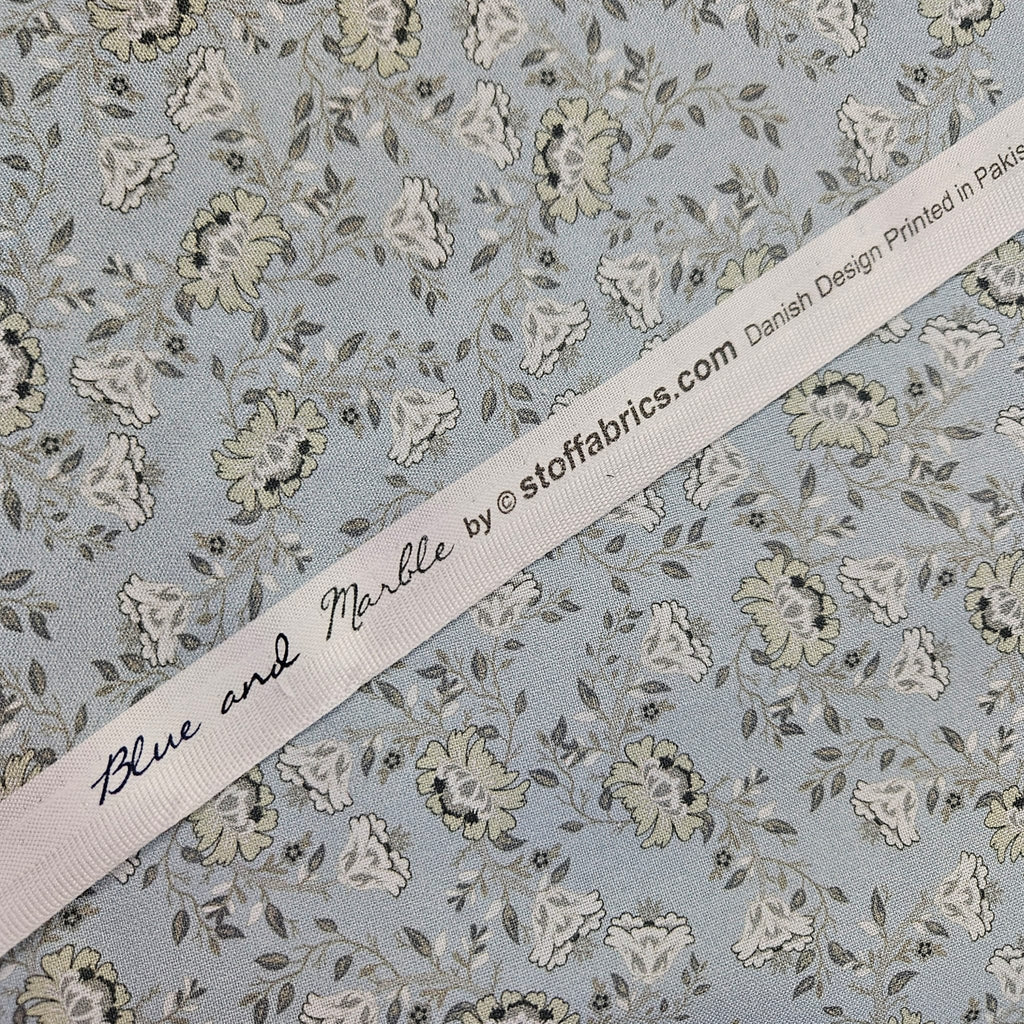 Blue and Marble by © stoffabrics.com Danish Design Printed in Pakis